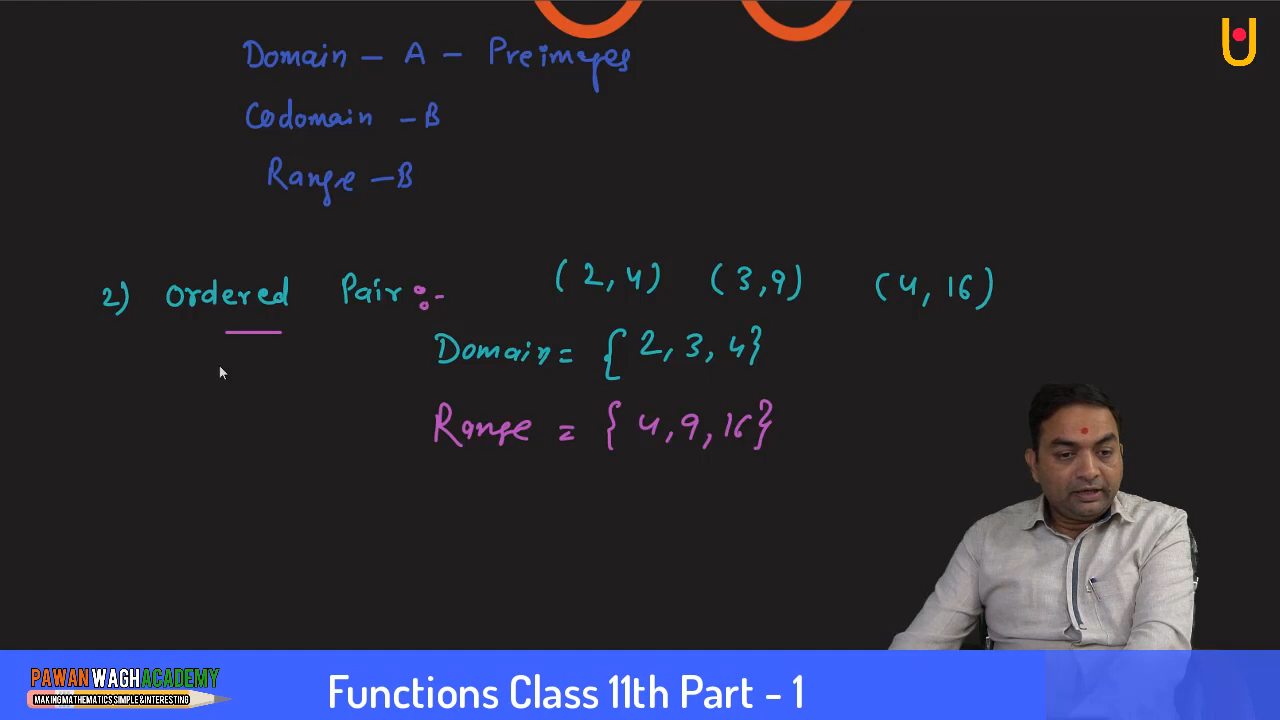 Domain – A – Preimages
Codomain – B
Range – B
2) Ordered Pair :- (2,4) (3,9) (4,16)
Domain = {2,3,4}
Range = {4,9,16}
PAWAN WAGH ACADEMY
MAKING MATHEMATICS SIMPLE & INTERESTING
Functions Class 11th Part - 1